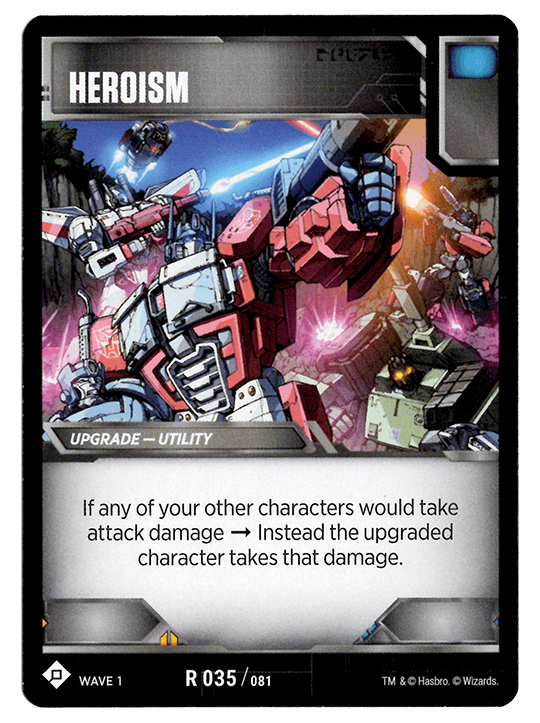 HEROISM
UPGRADE — UTILITY
If any of your other characters would take
attack damage → Instead the upgraded
character takes that damage.
WAVE 1 R 035 / 081 TM & © Hasbro. © Wizards.